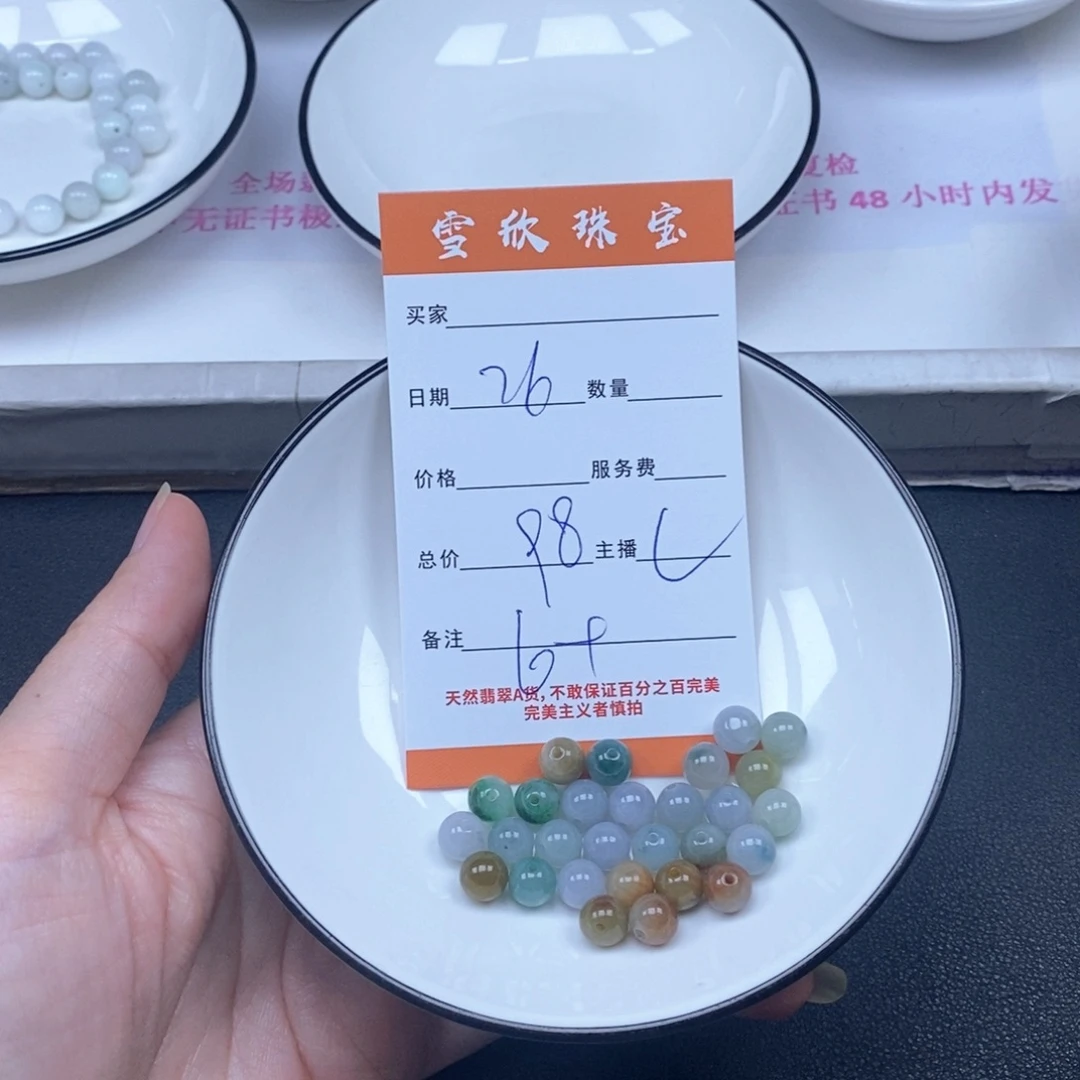 全场
无证书极
复检
证书 48 小时内发
雪欣珠宝
买家
日期 26 数量
价格 服务费
总价 98 主播
备注
天然翡翠A货,不敢保证百分之百完美
完美主义者慎拍